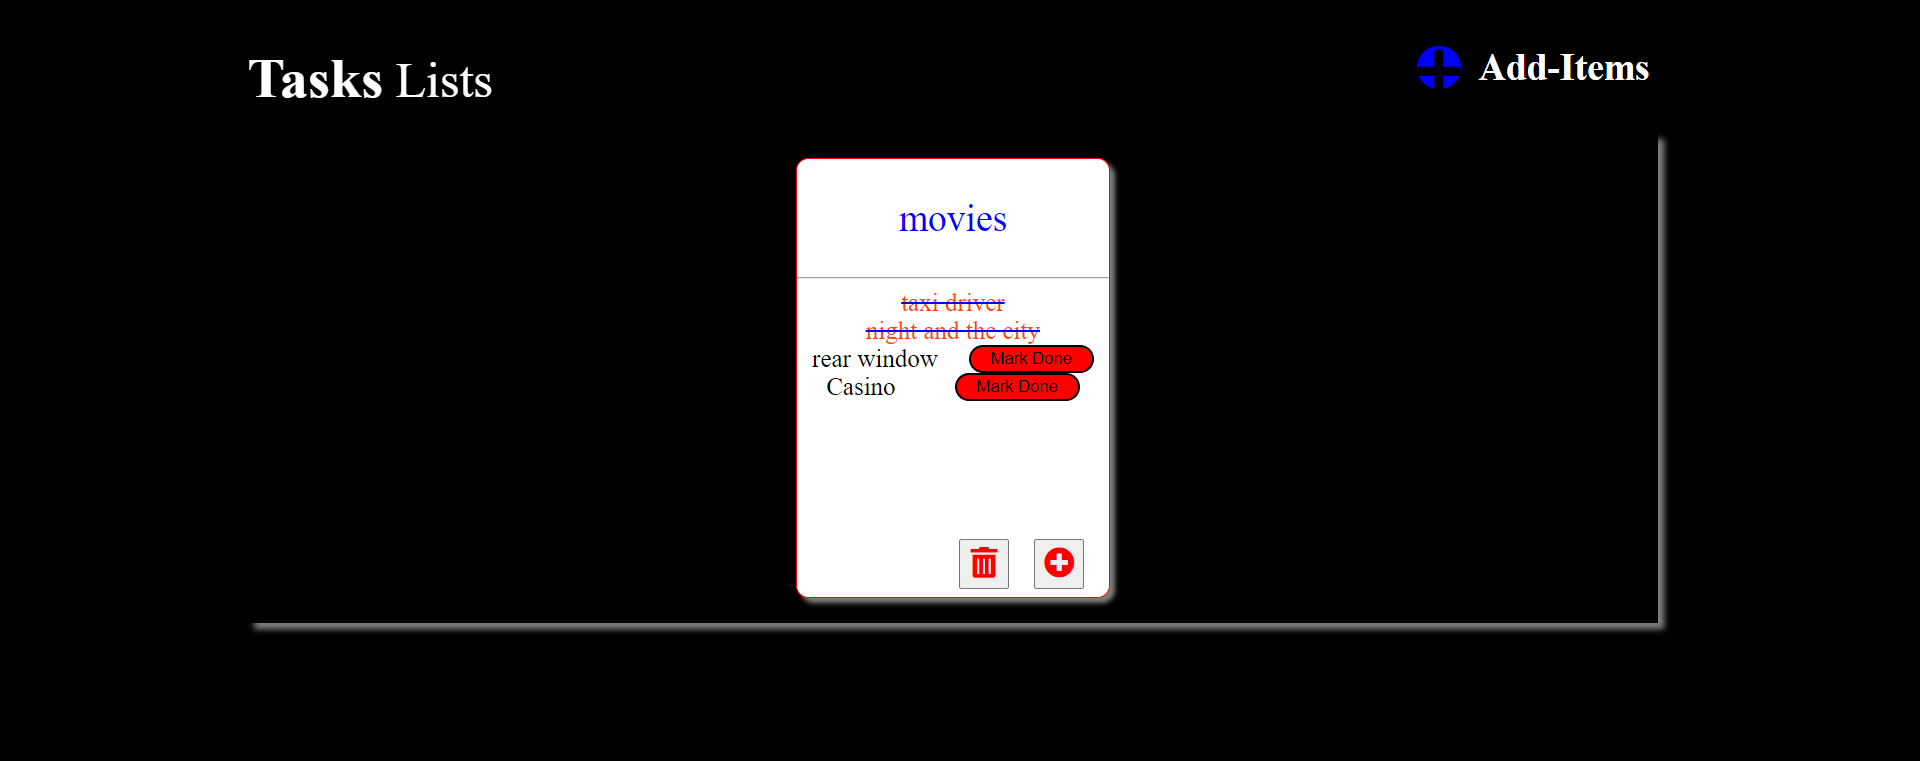 Tasks Lists
Add-Items
movies
taxi driver
night and the city
rear window Mark Done
Casino Mark Done